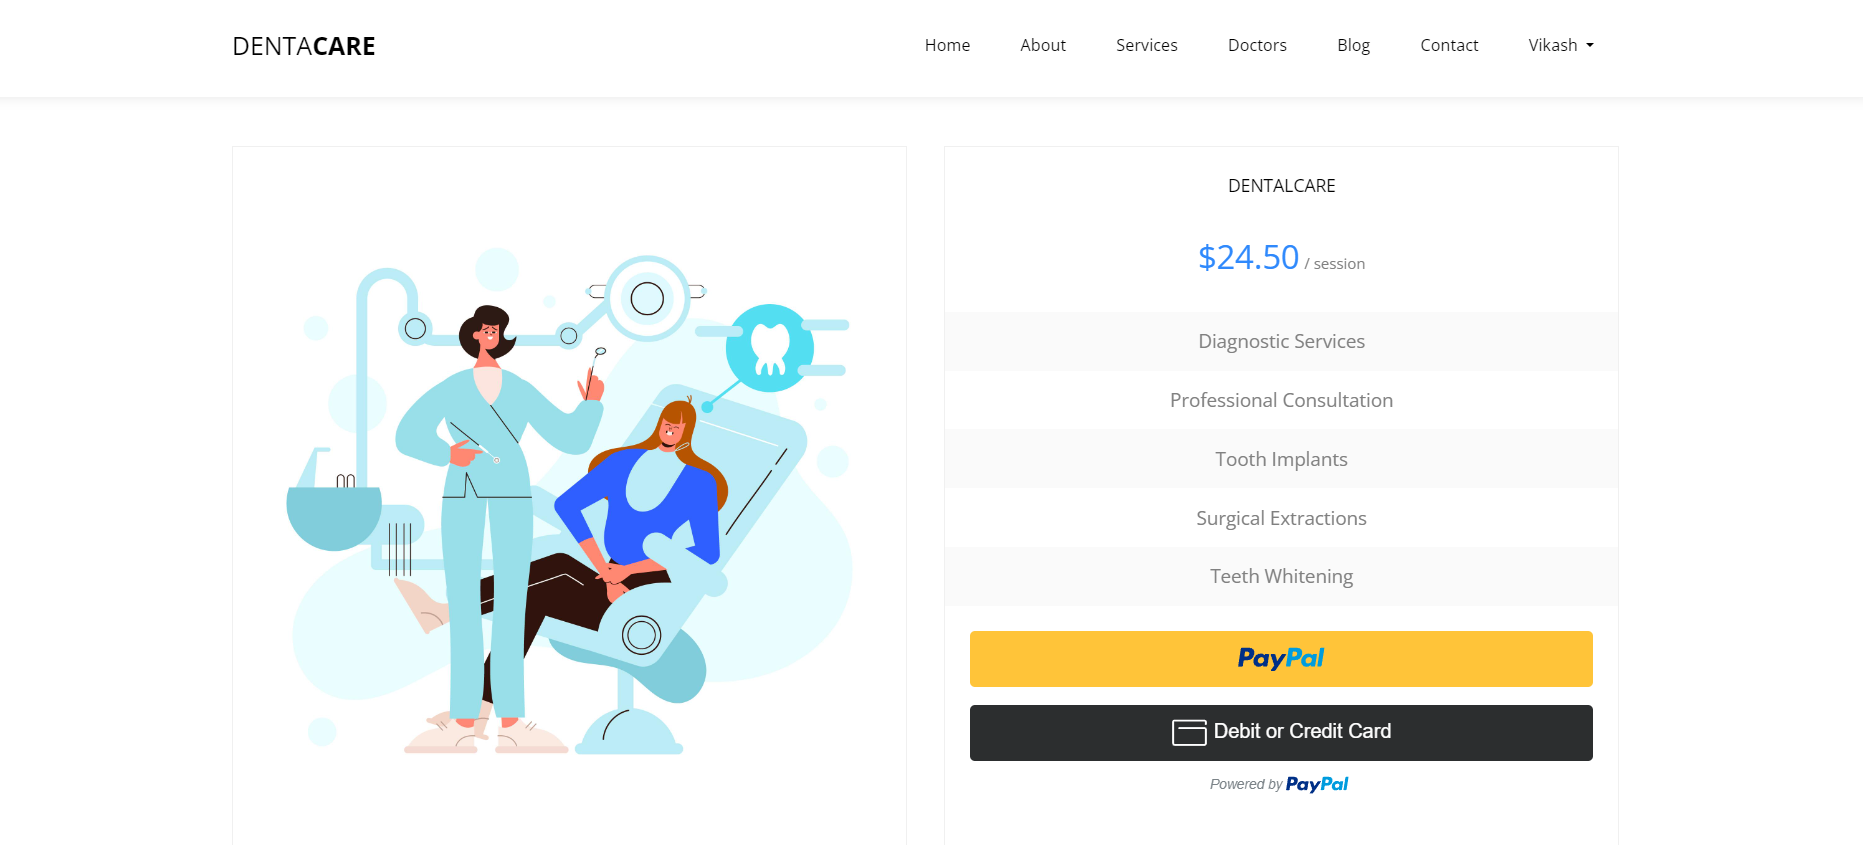 DENTACARE
Home About Services Doctors Blog Contact Vikash
DENTALCARE
$24.50 / session
Diagnostic Services
Professional Consultation
Tooth Implants
Surgical Extractions
Teeth Whitening
PayPal
Debit or Credit Card
Powered by PayPal